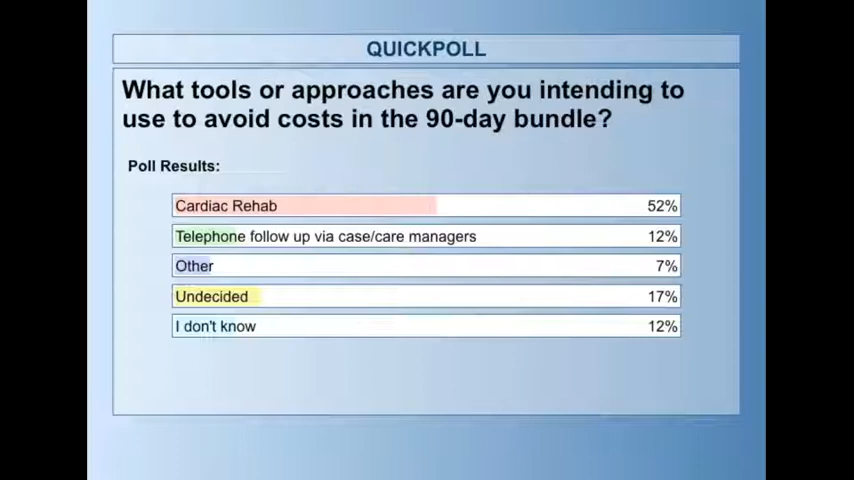 QUICKPOLL
What tools or approaches are you intending to
use to avoid costs in the 90-day bundle?
Poll Results:
Cardiac Rehab 52%
Telephone follow up via case/care managers 12%
Other 7%
Undecided 17%
I don't know 12%